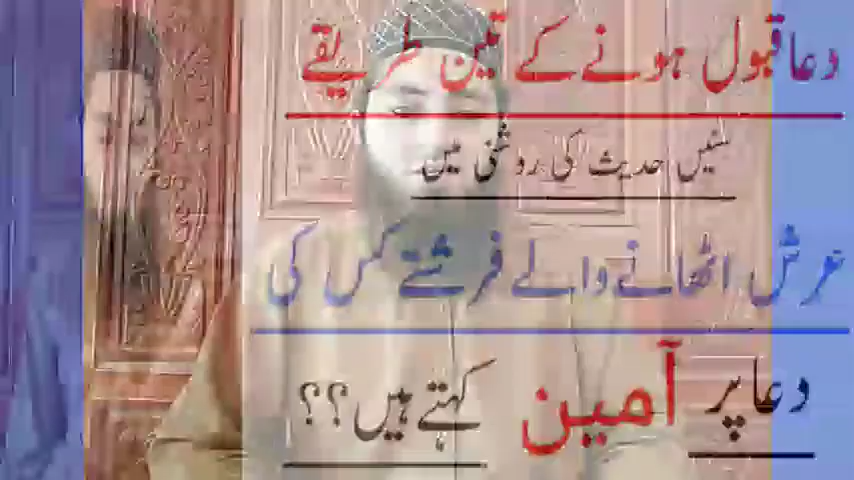 دعا قبول ہونے کے تین طریقے
سنیں حدیث کی روشنی میں
عرش اٹھانے والے فرشتے کس کی
دعا پر آمین کہتے ہیں؟؟